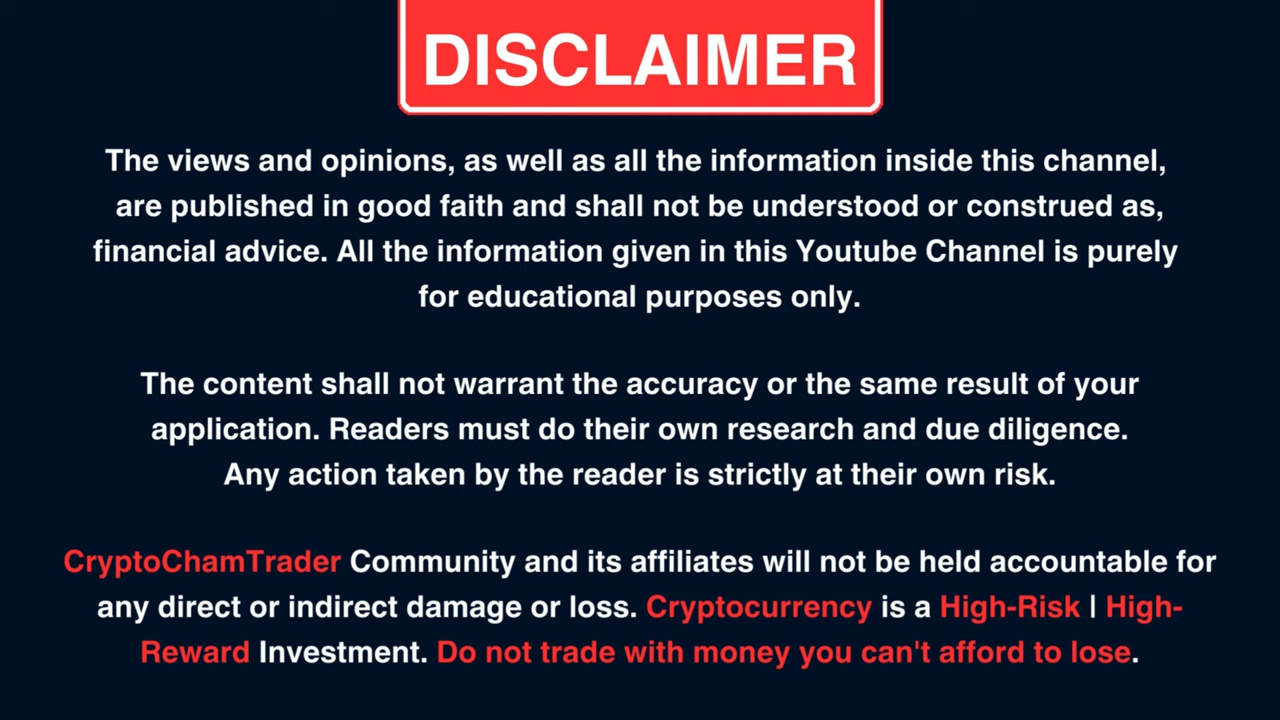 DISCLAIMER
The views and opinions, as well as all the information inside this channel,
are published in good faith and shall not be understood or construed as,
financial advice. All the information given in this Youtube Channel is purely
for educational purposes only.
The content shall not warrant the accuracy or the same result of your
application. Readers must do their own research and due diligence.
Any action taken by the reader is strictly at their own risk.
CryptoChamTrader Community and its affiliates will not be held accountable for
any direct or indirect damage or loss. Cryptocurrency is a High-Risk | High-
Reward Investment. Do not trade with money you can't afford to lose.